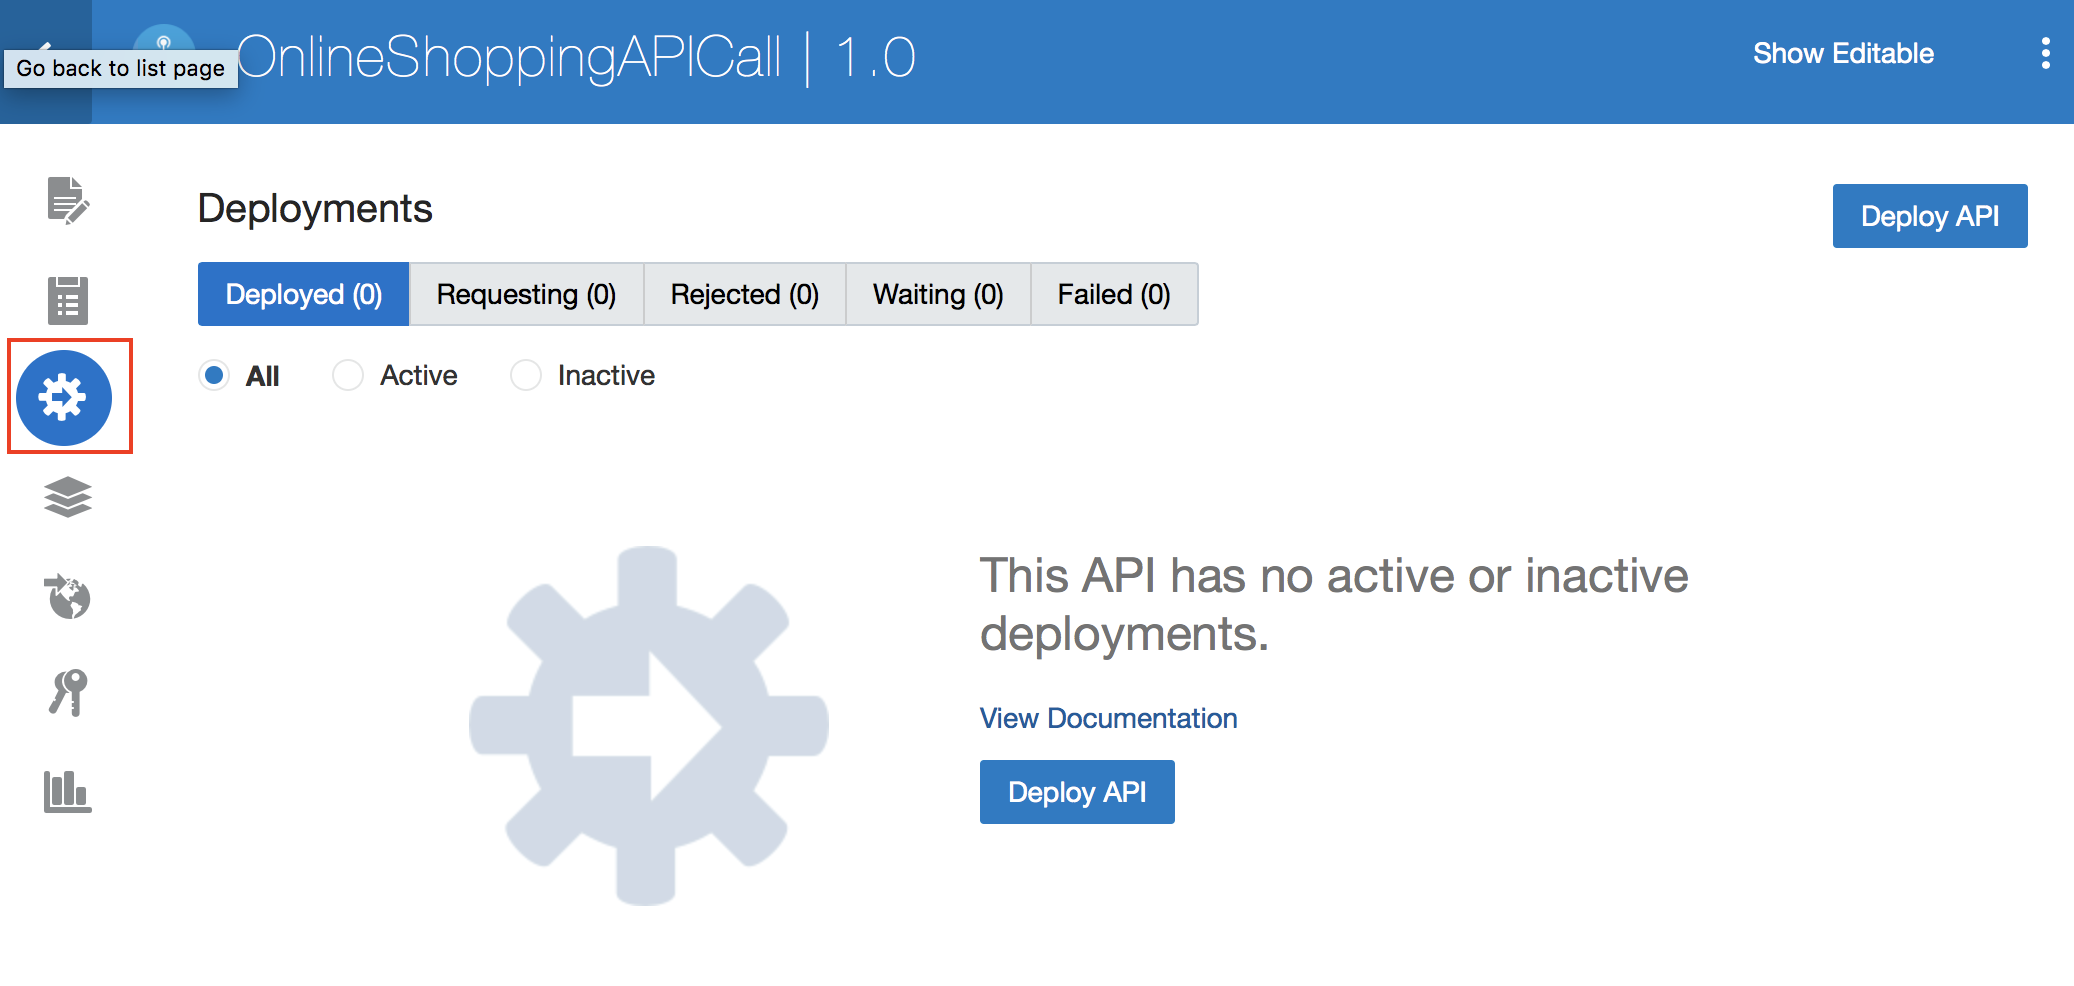 OnlineShoppingAPICall | 1.0
Show Editable
Go back to list page
Deployments
Deploy API
Deployed (0) Requesting (0) Rejected (0) Waiting (0) Failed (0)
All Active Inactive
This API has no active or inactive
deployments.
View Documentation
Deploy API